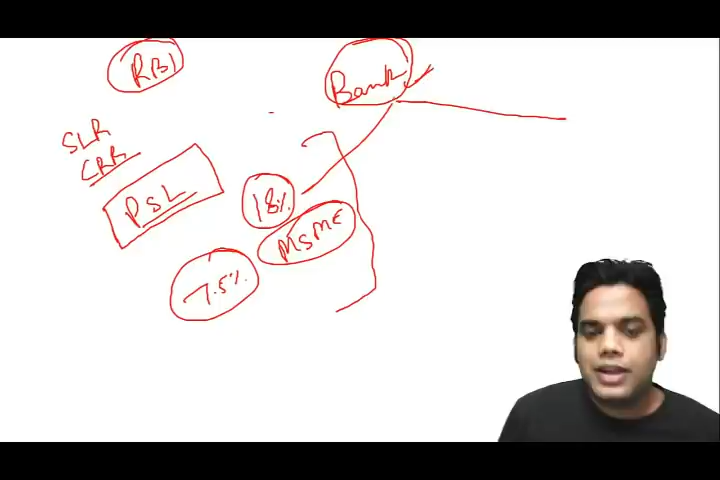 RBI
Bank
SLR
CRR
PSL
18%
MSME
7.5%